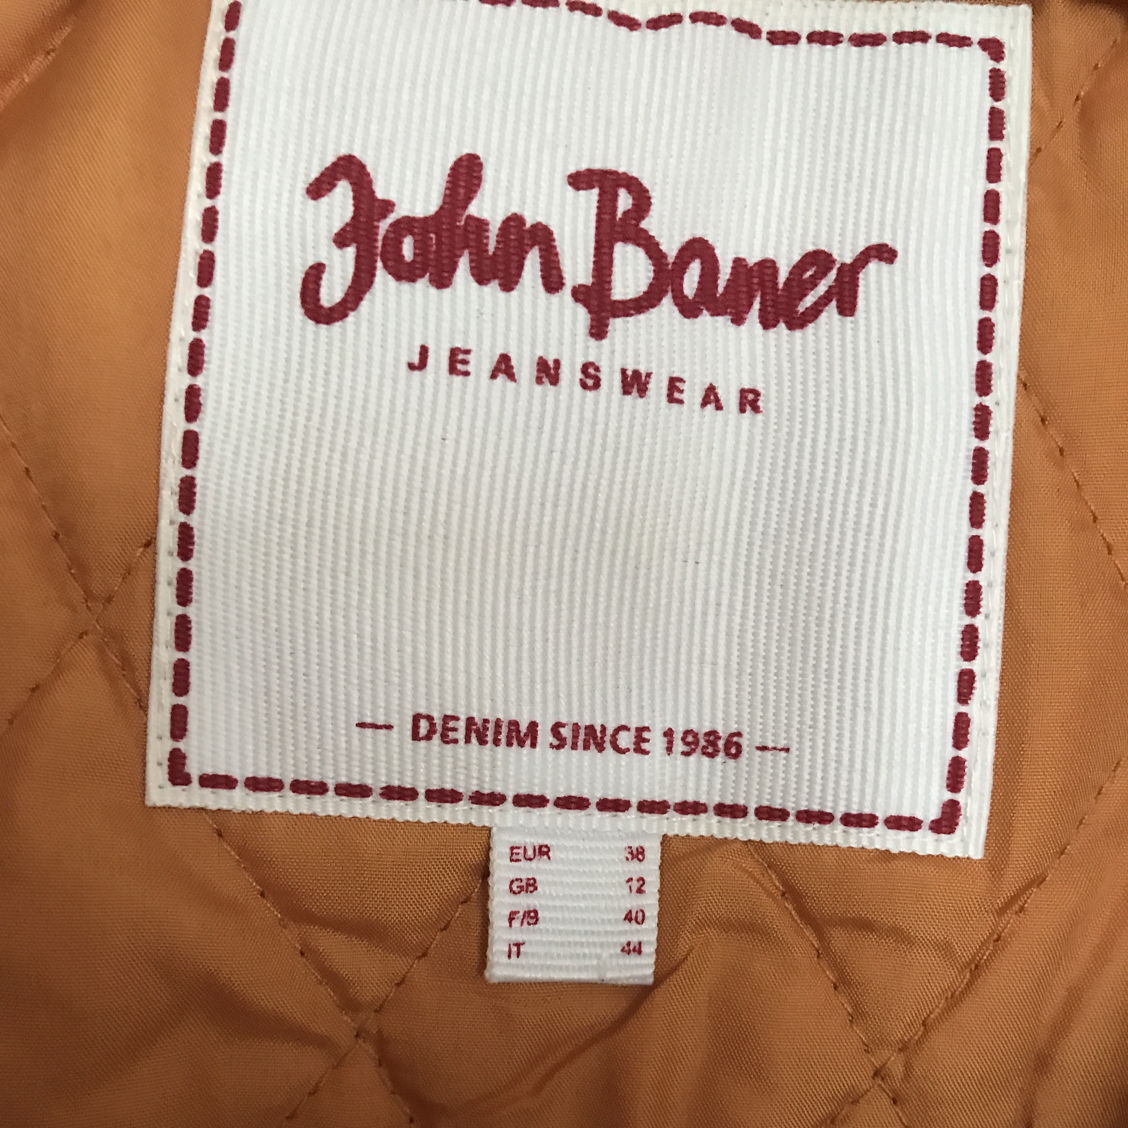 John Baner
JEANSWEAR
— DENIM SINCE 1986 —
EUR 38
GB 12
F/B 40
IT 44